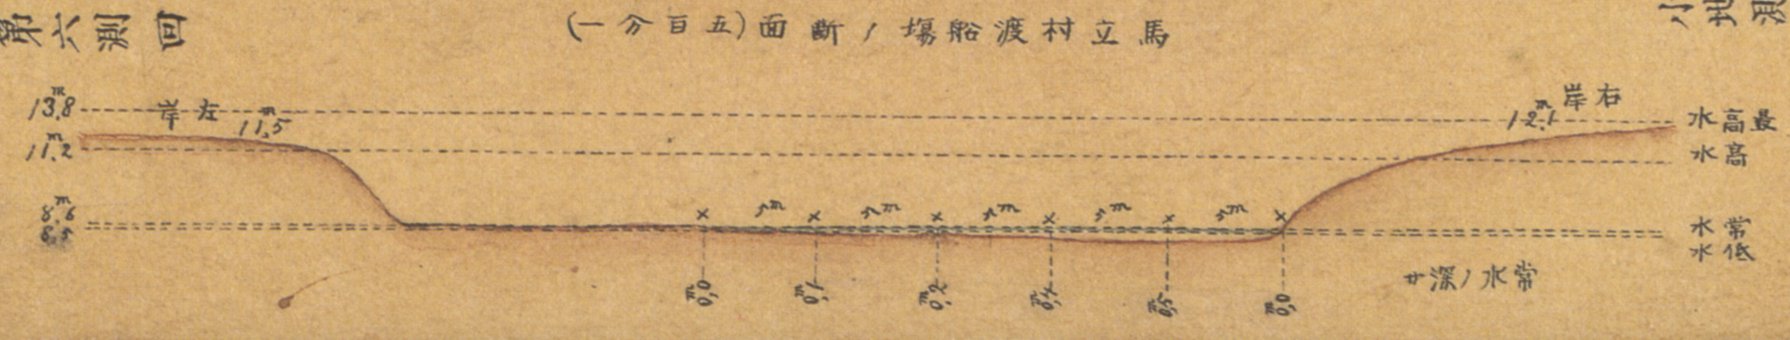 第六測回
馬立村渡船場ノ断面(五百分一)
小地測
13.8m
左岸
11.5m
11.2m
8.6m
右岸
12.1m
最高水
高水
常水
低水
× 5m × 5m × 5m × 5m × 5m ×
0,0m 0,1m 0,2m 0,4m 0,5m 0,0m
常水ノ深サ